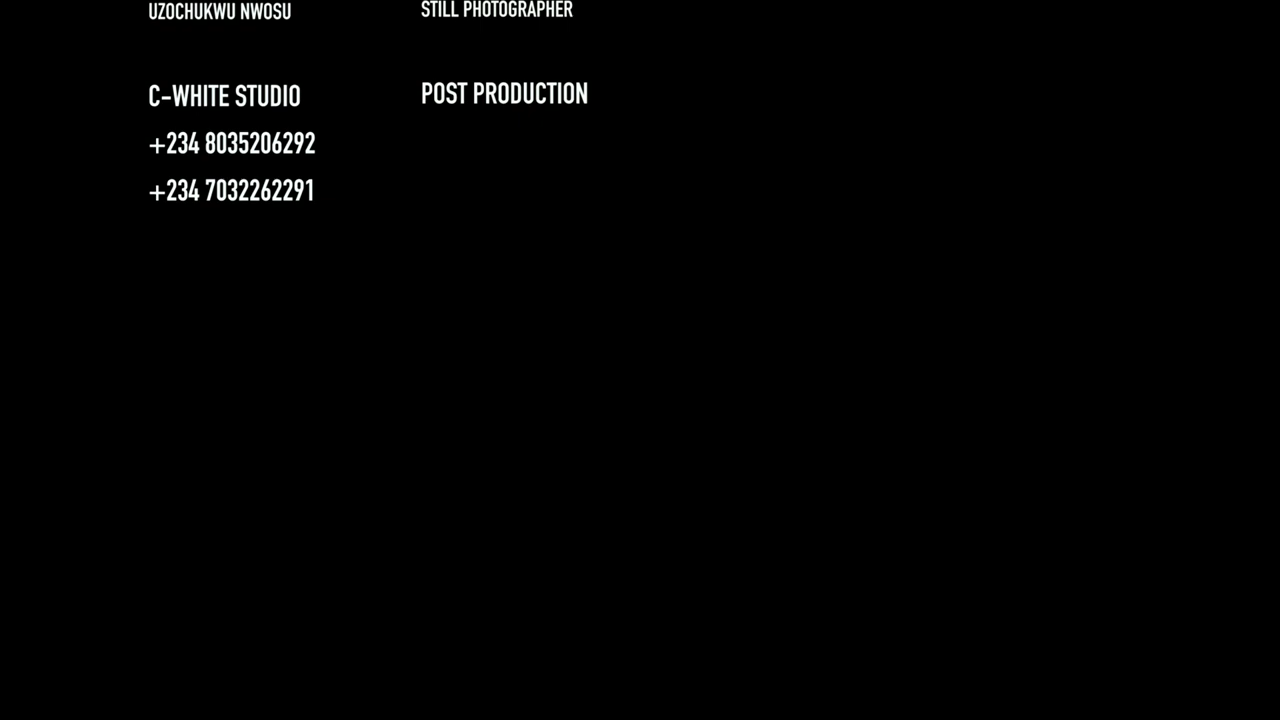 UZOCHUKWU NWOSU STILL PHOTOGRAPHER
C-WHITE STUDIO POST PRODUCTION
+234 8035206292
+234 7032262291